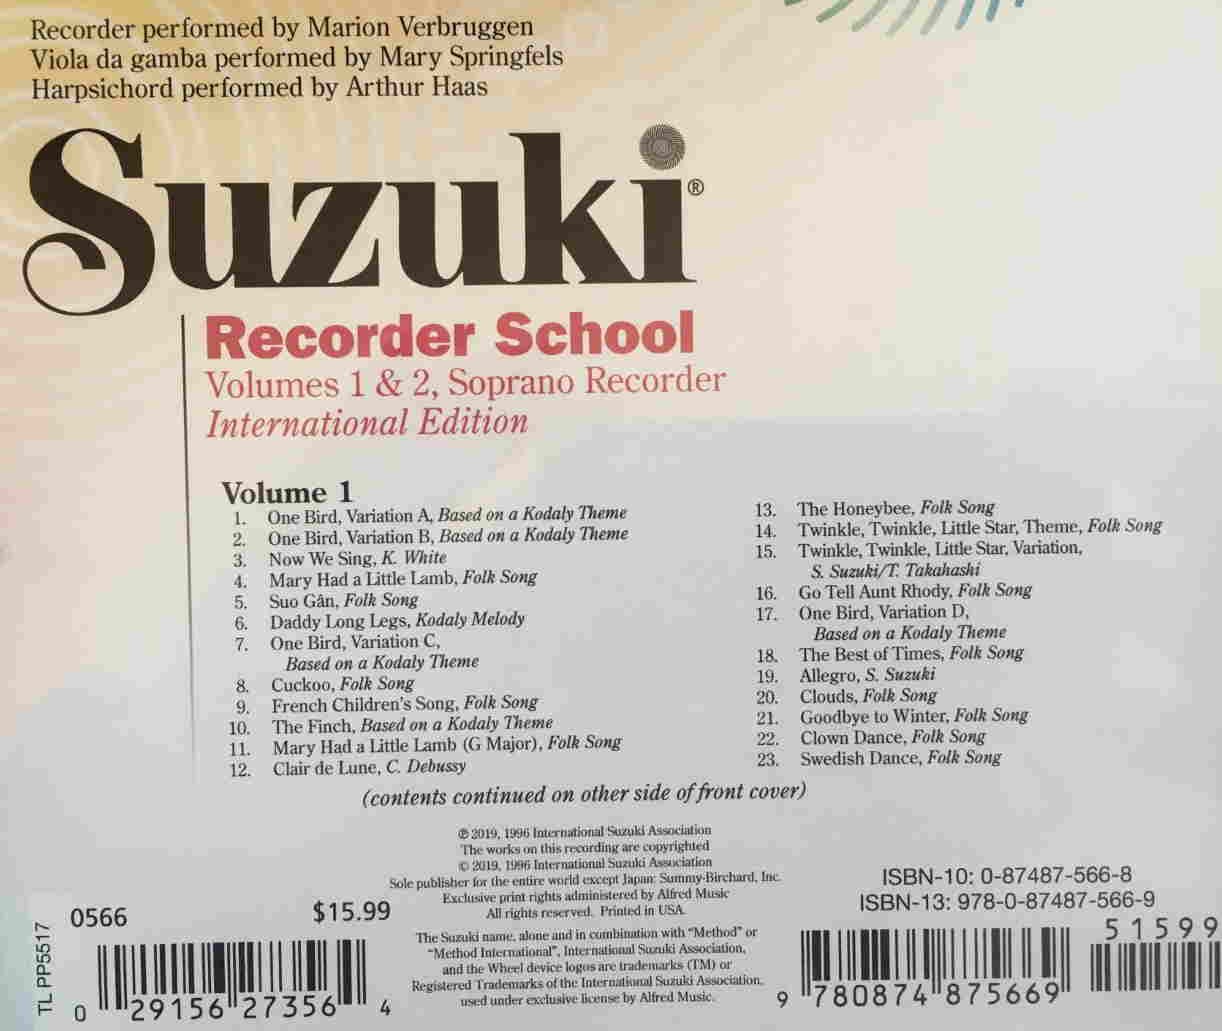 Recorder performed by Marion Verbruggen
Viola da gamba performed by Mary Springfels
Harpsichord performed by Arthur Haas
Suzuki®
Recorder School
Volumes 1 & 2, Soprano Recorder
International Edition
Volume 1
1. One Bird, Variation A, Based on a Kodaly Theme
2. One Bird, Variation B, Based on a Kodaly Theme
3. Now We Sing, K. White
4. Mary Had a Little Lamb, Folk Song
5. Suo Gân, Folk Song
6. Daddy Long Legs, Kodaly Melody
7. One Bird, Variation C,
Based on a Kodaly Theme
8. Cuckoo, Folk Song
9. French Children's Song, Folk Song
10. The Finch, Based on a Kodaly Theme
11. Mary Had a Little Lamb (G Major), Folk Song
12. Clair de Lune, C. Debussy
13. The Honeybee, Folk Song
14. Twinkle, Twinkle, Little Star, Theme, Folk Song
15. Twinkle, Twinkle, Little Star, Variation,
S. Suzuki/T. Takahashi
16. Go Tell Aunt Rhody, Folk Song
17. One Bird, Variation D,
Based on a Kodaly Theme
18. The Best of Times, Folk Song
19. Allegro, S. Suzuki
20. Clouds, Folk Song
21. Goodbye to Winter, Folk Song
22. Clown Dance, Folk Song
23. Swedish Dance, Folk Song
(contents continued on other side of front cover)
℗ 2019, 1996 International Suzuki Association
The works on this recording are copyrighted
© 2019, 1996 International Suzuki Association
Sole publisher for the entire world except Japan: Summy-Birchard, Inc.
Exclusive print rights administered by Alfred Music
All rights reserved. Printed in USA.
The Suzuki name, alone and in combination with "Method" or
"Method International", International Suzuki Association,
and the Wheel device logos are trademarks (TM) or
Registered Trademarks of the International Suzuki Association,
used under exclusive license by Alfred Music.
TL PP5517
0566 $15.99
0 29156 27356 4
ISBN-10: 0-87487-566-8
ISBN-13: 978-0-87487-566-9
51599
9 780874 875669